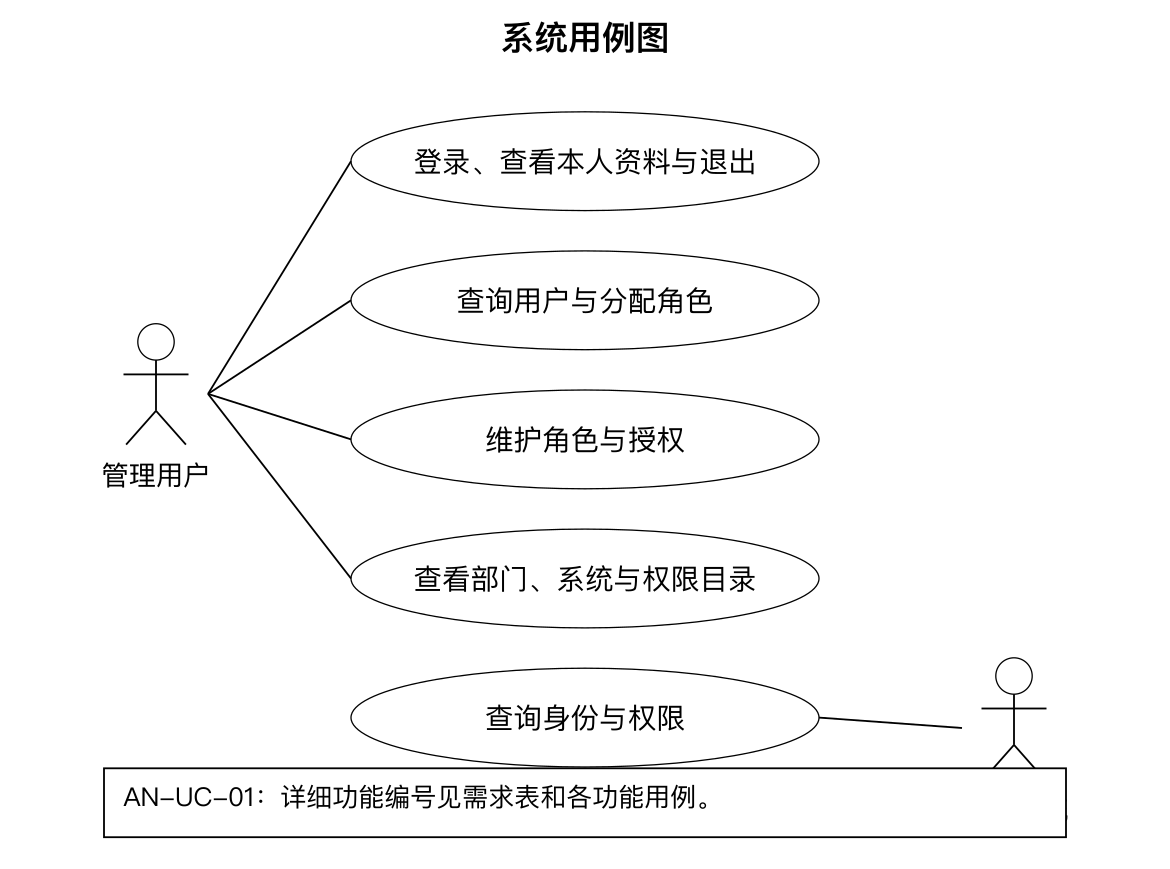 系统用例图
登录、查看本人资料与退出
查询用户与分配角色
维护角色与授权
管理用户
查看部门、系统与权限目录
查询身份与权限
AN-UC-01：详细功能编号见需求表和各功能用例。